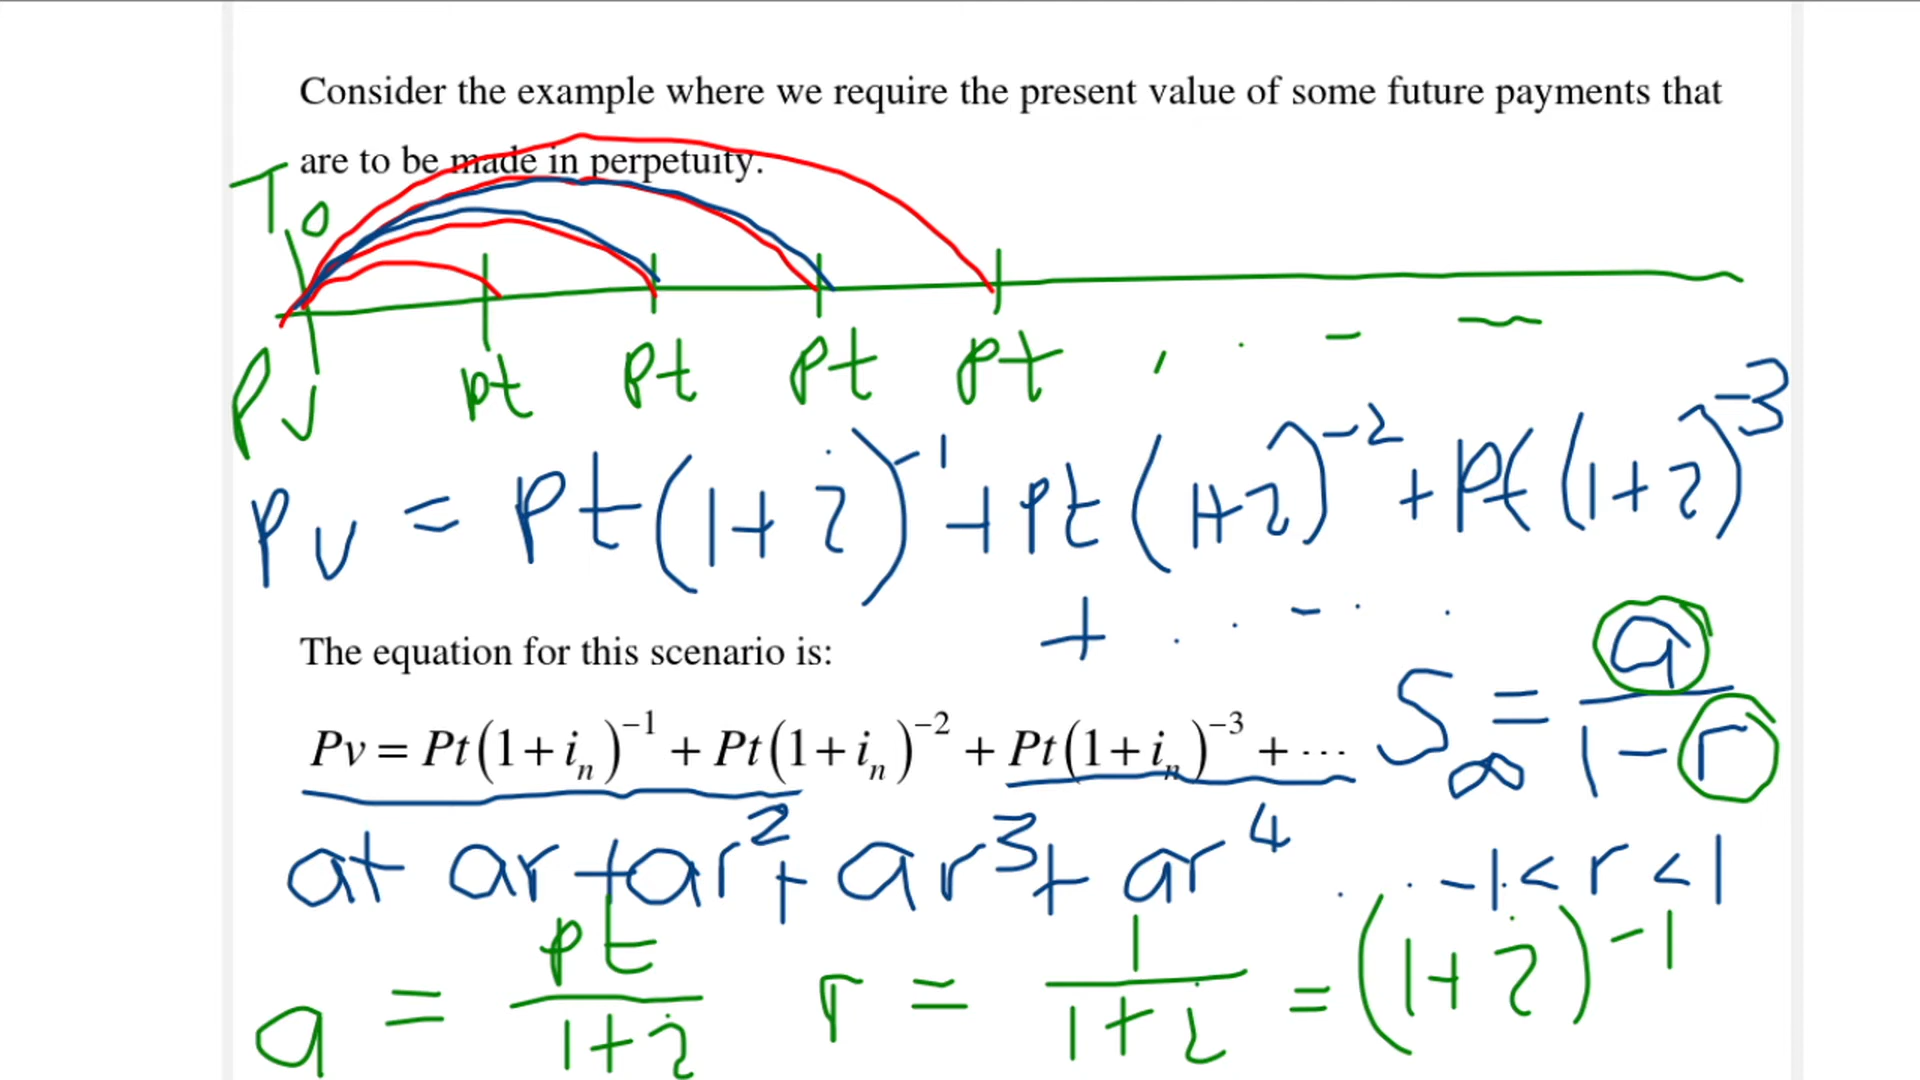 Consider the example where we require the present value of some future payments that
are to be made in perpetuity.
T0
Pv pt pt pt pt
Pv = pt(1+i)^-1 + pt(1+i)^-2 + pt(1+i)^-3
+ . . - . .
The equation for this scenario is:
S∞ = a/(1-r)
Pv = Pt(1+i_n)^-1 + Pt(1+i_n)^-2 + Pt(1+i_n)^-3 + ⋯
a+ ar + ar^2 + ar^3 + ar^4 . . -1 < r < 1
a = pt/(1+i) r = 1/(1+i) = (1+i)^-1